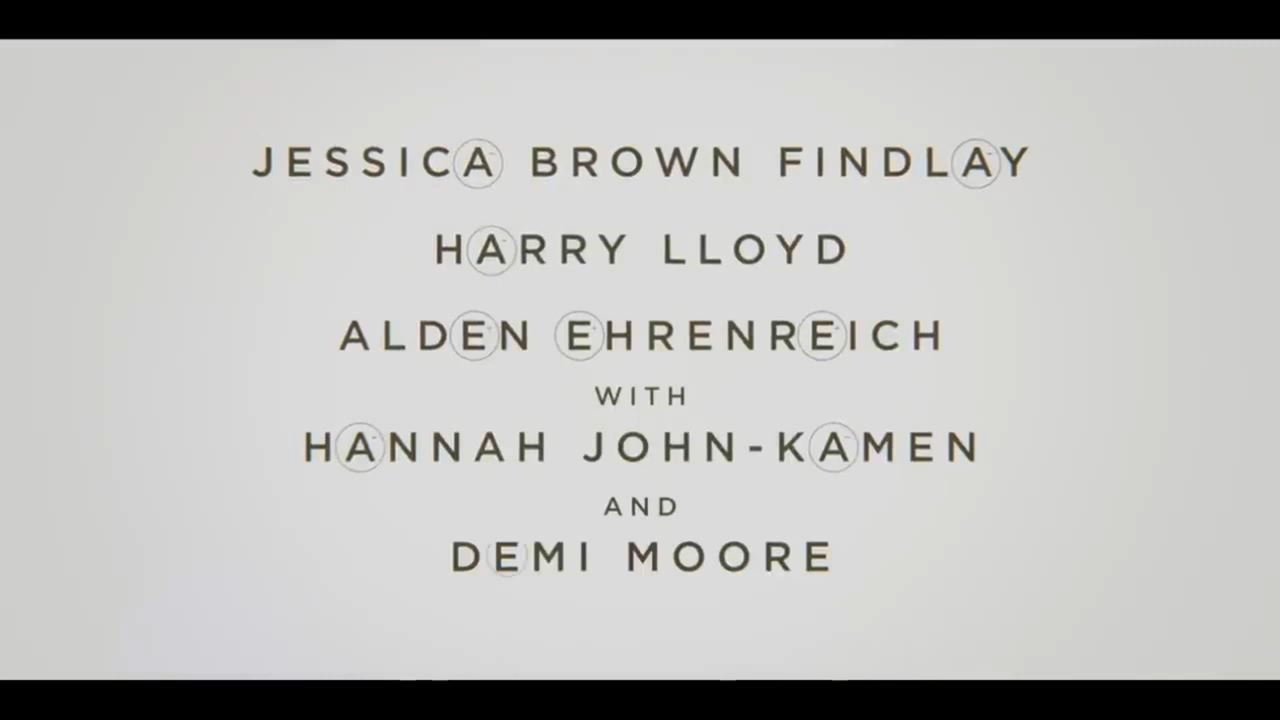 JESSICA BROWN FINDLAY
HARRY LLOYD
ALDEN EHRENREICH
WITH
HANNAH JOHN-KAMEN
AND
DEMI MOORE